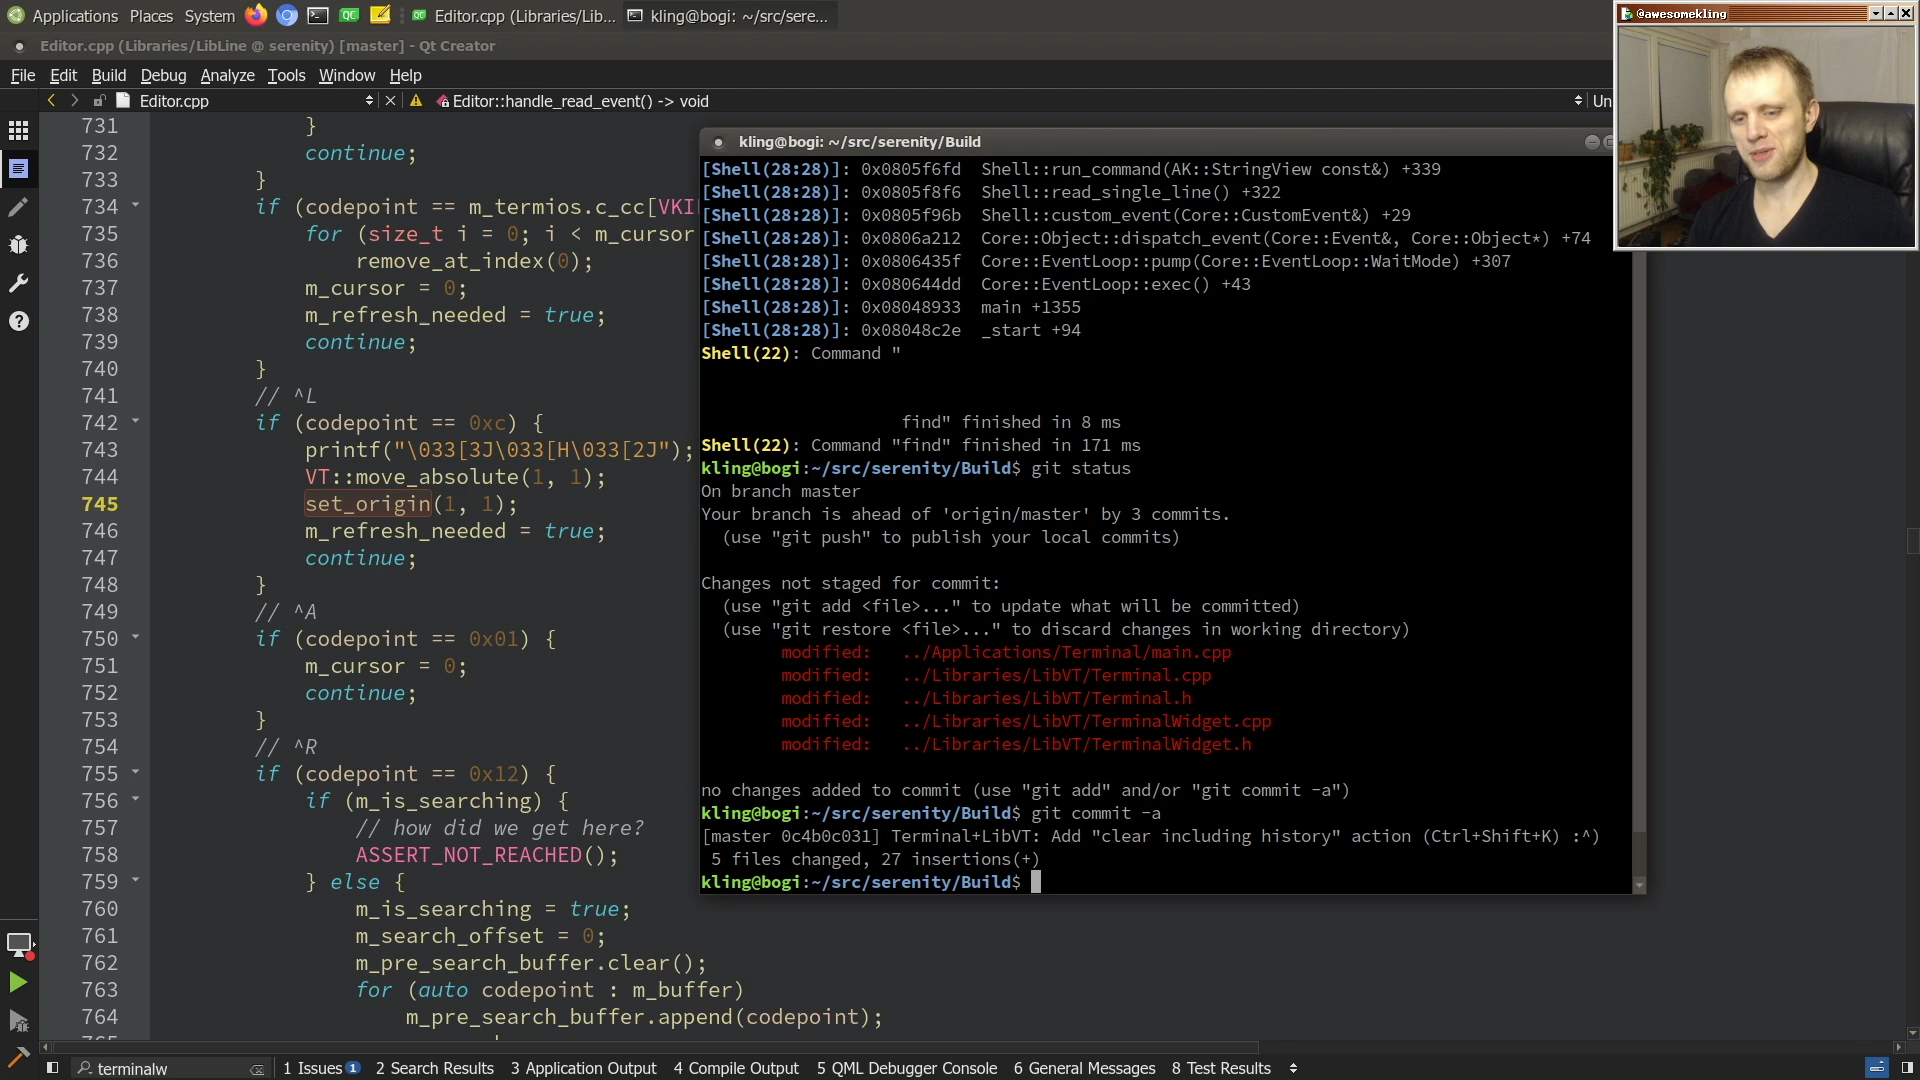 Applications Places System Editor.cpp (Libraries/Lib... kling@bogi: ~/src/sere...
Editor.cpp (Libraries/LibLine @ serenity) [master] - Qt Creator
@awesomekling
File Edit Build Debug Analyze Tools Window Help
Editor.cpp Editor::handle_read_event() -> void Un
731 }
732 continue;
733 }
734 if (codepoint == m_termios.c_cc[VKI
735 for (size_t i = 0; i < m_cursor
736 remove_at_index(0);
737 m_cursor = 0;
738 m_refresh_needed = true;
739 continue;
740 }
741 // ^L
742 if (codepoint == 0xc) {
743 printf("\033[3J\033[H\033[2J");
744 VT::move_absolute(1, 1);
745 set_origin(1, 1);
746 m_refresh_needed = true;
747 continue;
748 }
749 // ^A
750 if (codepoint == 0x01) {
751 m_cursor = 0;
752 continue;
753 }
754 // ^R
755 if (codepoint == 0x12) {
756 if (m_is_searching) {
757 // how did we get here?
758 ASSERT_NOT_REACHED();
759 } else {
760 m_is_searching = true;
761 m_search_offset = 0;
762 m_pre_search_buffer.clear();
763 for (auto codepoint : m_buffer)
764 m_pre_search_buffer.append(codepoint);
kling@bogi: ~/src/serenity/Build
[Shell(28:28)]: 0x0805f6fd Shell::run_command(AK::StringView const&) +339
[Shell(28:28)]: 0x0805f8f6 Shell::read_single_line() +322
[Shell(28:28)]: 0x0805f96b Shell::custom_event(Core::CustomEvent&) +29
[Shell(28:28)]: 0x0806a212 Core::Object::dispatch_event(Core::Event&, Core::Object*) +74
[Shell(28:28)]: 0x0806435f Core::EventLoop::pump(Core::EventLoop::WaitMode) +307
[Shell(28:28)]: 0x080644dd Core::EventLoop::exec() +43
[Shell(28:28)]: 0x08048933 main +1355
[Shell(28:28)]: 0x08048c2e _start +94
Shell(22): Command "
find" finished in 8 ms
Shell(22): Command "find" finished in 171 ms
kling@bogi:~/src/serenity/Build$ git status
On branch master
Your branch is ahead of 'origin/master' by 3 commits.
(use "git push" to publish your local commits)
Changes not staged for commit:
(use "git add <file>..." to update what will be committed)
(use "git restore <file>..." to discard changes in working directory)
modified: ../Applications/Terminal/main.cpp
modified: ../Libraries/LibVT/Terminal.cpp
modified: ../Libraries/LibVT/Terminal.h
modified: ../Libraries/LibVT/TerminalWidget.cpp
modified: ../Libraries/LibVT/TerminalWidget.h
no changes added to commit (use "git add" and/or "git commit -a")
kling@bogi:~/src/serenity/Build$ git commit -a
[master 0c4b0c031] Terminal+LibVT: Add "clear including history" action (Ctrl+Shift+K) :^)
5 files changed, 27 insertions(+)
kling@bogi:~/src/serenity/Build$
terminalw 1 Issues 1 2 Search Results 3 Application Output 4 Compile Output 5 QML Debugger Console 6 General Messages 8 Test Results